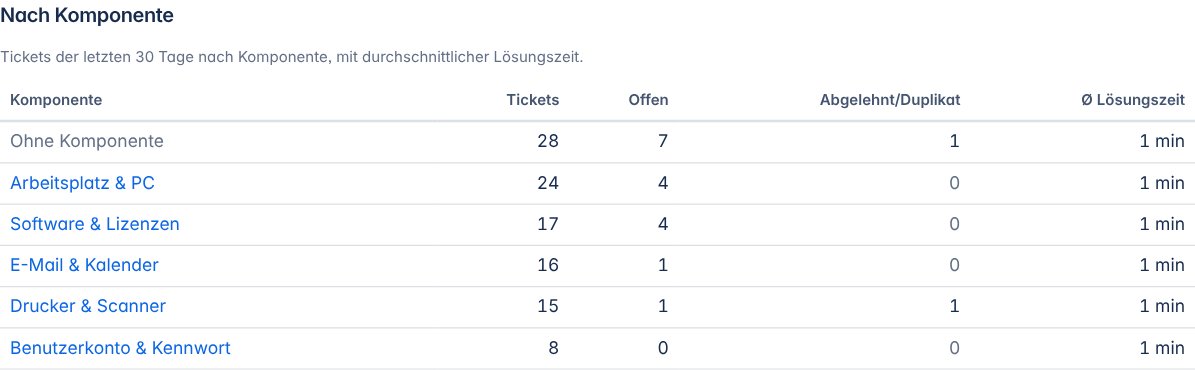 Nach Komponente
Tickets der letzten 30 Tage nach Komponente, mit durchschnittlicher Lösungszeit.
Komponente Tickets Offen Abgelehnt/Duplikat Ø Lösungszeit
Ohne Komponente 28 7 1 1 min
Arbeitsplatz & PC 24 4 0 1 min
Software & Lizenzen 17 4 0 1 min
E-Mail & Kalender 16 1 0 1 min
Drucker & Scanner 15 1 1 1 min
Benutzerkonto & Kennwort 8 0 0 1 min